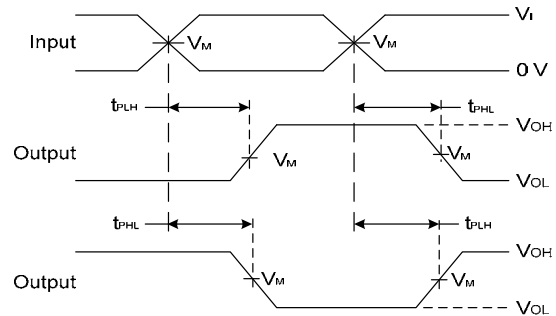 VI
Input
VM
VM
0 V
tPLH
tPHL
VOH
Output
VM
VM
VOL
tPHL
tPLH
VOH
Output
VM
VM
VOL